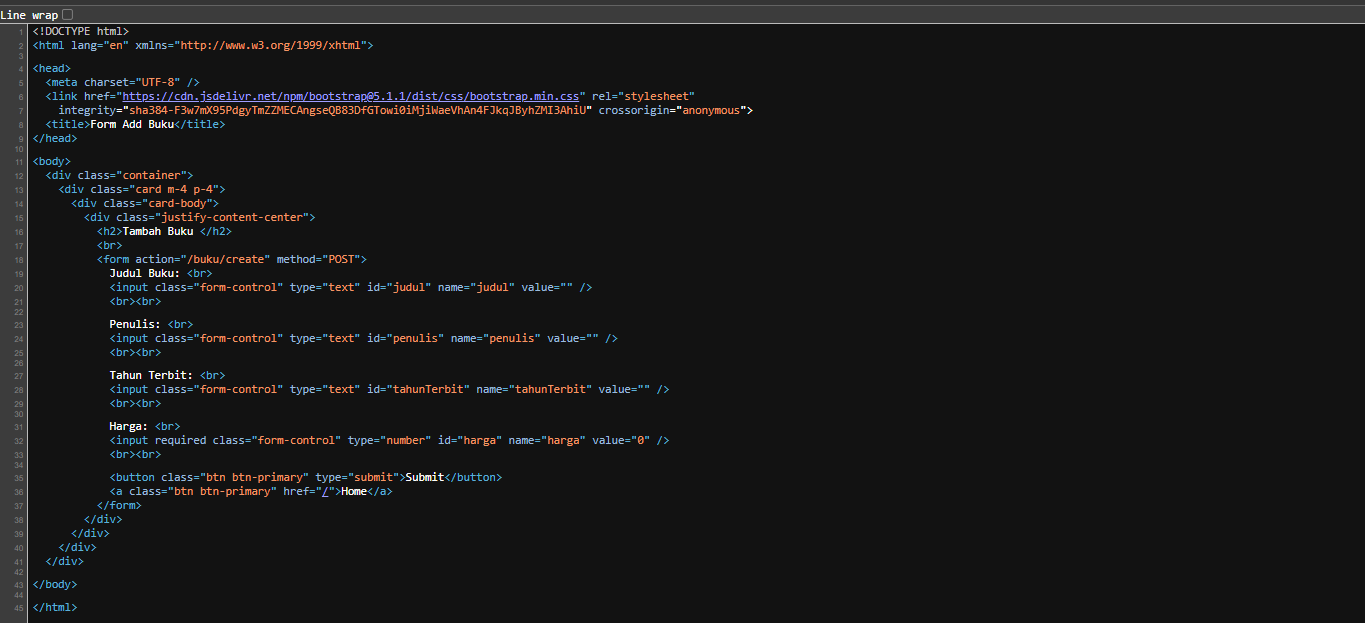 Line wrap
1 <!DOCTYPE html>
2 <html lang="en" xmlns="http://www.w3.org/1999/xhtml">
3
4 <head>
5   <meta charset="UTF-8" />
6   <link href="https://cdn.jsdelivr.net/npm/bootstrap@5.1.1/dist/css/bootstrap.min.css" rel="stylesheet"
7     integrity="sha384-F3w7mX95PdgyTmZZMECAngseQB83DfGTowi0iMjiWaeVhAn4FJkqJByhZMI3AhiU" crossorigin="anonymous">
8   <title>Form Add Buku</title>
9 </head>
10
11 <body>
12   <div class="container">
13     <div class="card m-4 p-4">
14       <div class="card-body">
15         <div class="justify-content-center">
16           <h2>Tambah Buku </h2>
17           <br>
18           <form action="/buku/create" method="POST">
19             Judul Buku: <br>
20             <input class="form-control" type="text" id="judul" name="judul" value="" />
21             <br><br>
22
23             Penulis: <br>
24             <input class="form-control" type="text" id="penulis" name="penulis" value="" />
25             <br><br>
26
27             Tahun Terbit: <br>
28             <input class="form-control" type="text" id="tahunTerbit" name="tahunTerbit" value="" />
29             <br><br>
30
31             Harga: <br>
32             <input required class="form-control" type="number" id="harga" name="harga" value="0" />
33             <br><br>
34
35             <button class="btn btn-primary" type="submit">Submit</button>
36             <a class="btn btn-primary" href="/">Home</a>
37           </form>
38         </div>
39       </div>
40     </div>
41   </div>
42
43 </body>
44
45 </html>